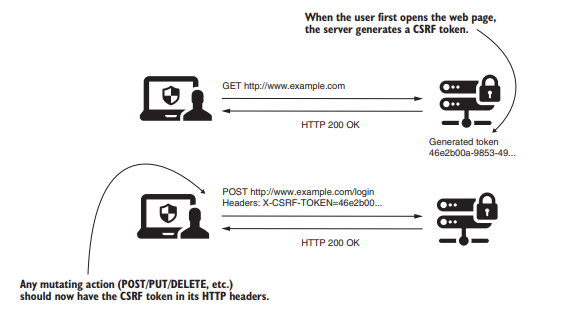 When the user first opens the web page,
the server generates a CSRF token.
GET http://www.example.com
HTTP 200 OK
Generated token
46e2b00a-9853-49...
POST http://www.example.com/login
Headers: X-CSRF-TOKEN=46e2b00...
HTTP 200 OK
Any mutating action (POST/PUT/DELETE, etc.)
should now have the CSRF token in its HTTP headers.